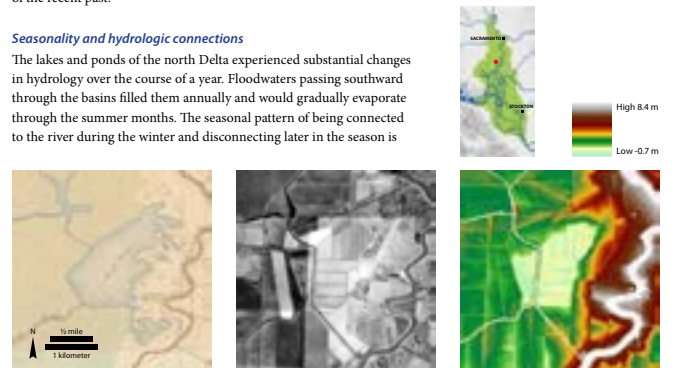 of the recent past.
Seasonality and hydrologic connections
The lakes and ponds of the north Delta experienced substantial changes
in hydrology over the course of a year. Floodwaters passing southward
through the basins filled them annually and would gradually evaporate
through the summer months. The seasonal pattern of being connected
to the river during the winter and disconnecting later in the season is
SACRAMENTO
STOCKTON
High 8.4 m
Low -0.7 m
N
½ mile
1 kilometer